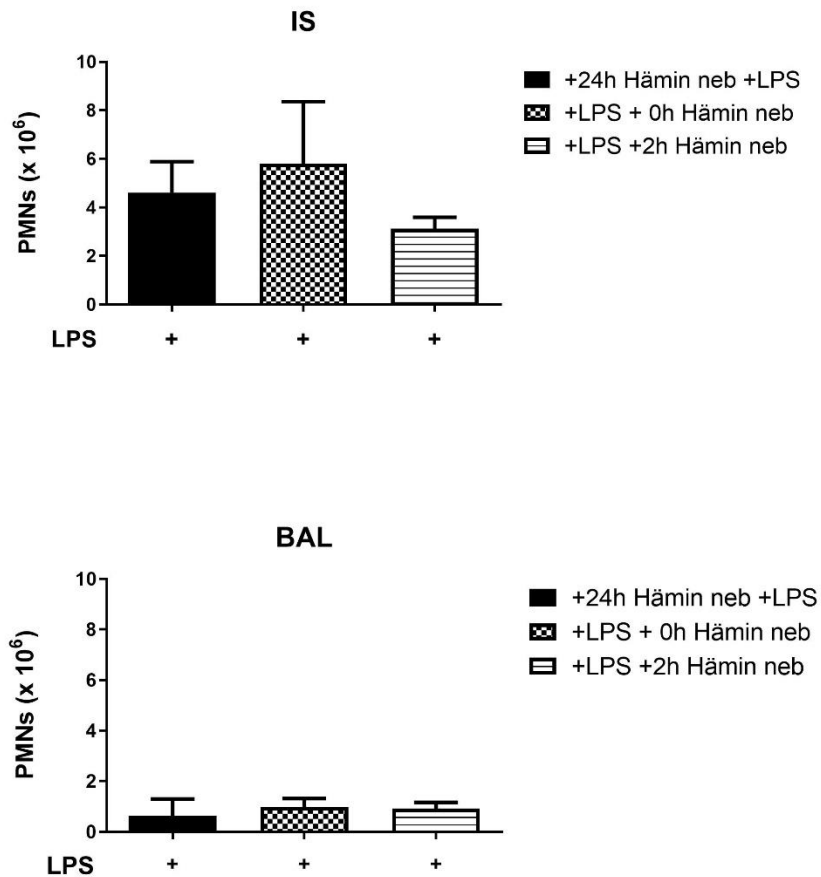 IS
PMNs (x 10⁶)
10
8
6
4
2
0
LPS + + +
+24h Hämin neb +LPS
+LPS + 0h Hämin neb
+LPS +2h Hämin neb
BAL
PMNs (x 10⁶)
10
8
6
4
2
0
LPS + + +
+24h Hämin neb +LPS
+LPS + 0h Hämin neb
+LPS +2h Hämin neb